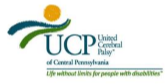 UCP United
Cerebral
Palsy®
of Central Pennsylvania
Life without limits for people with disabilities